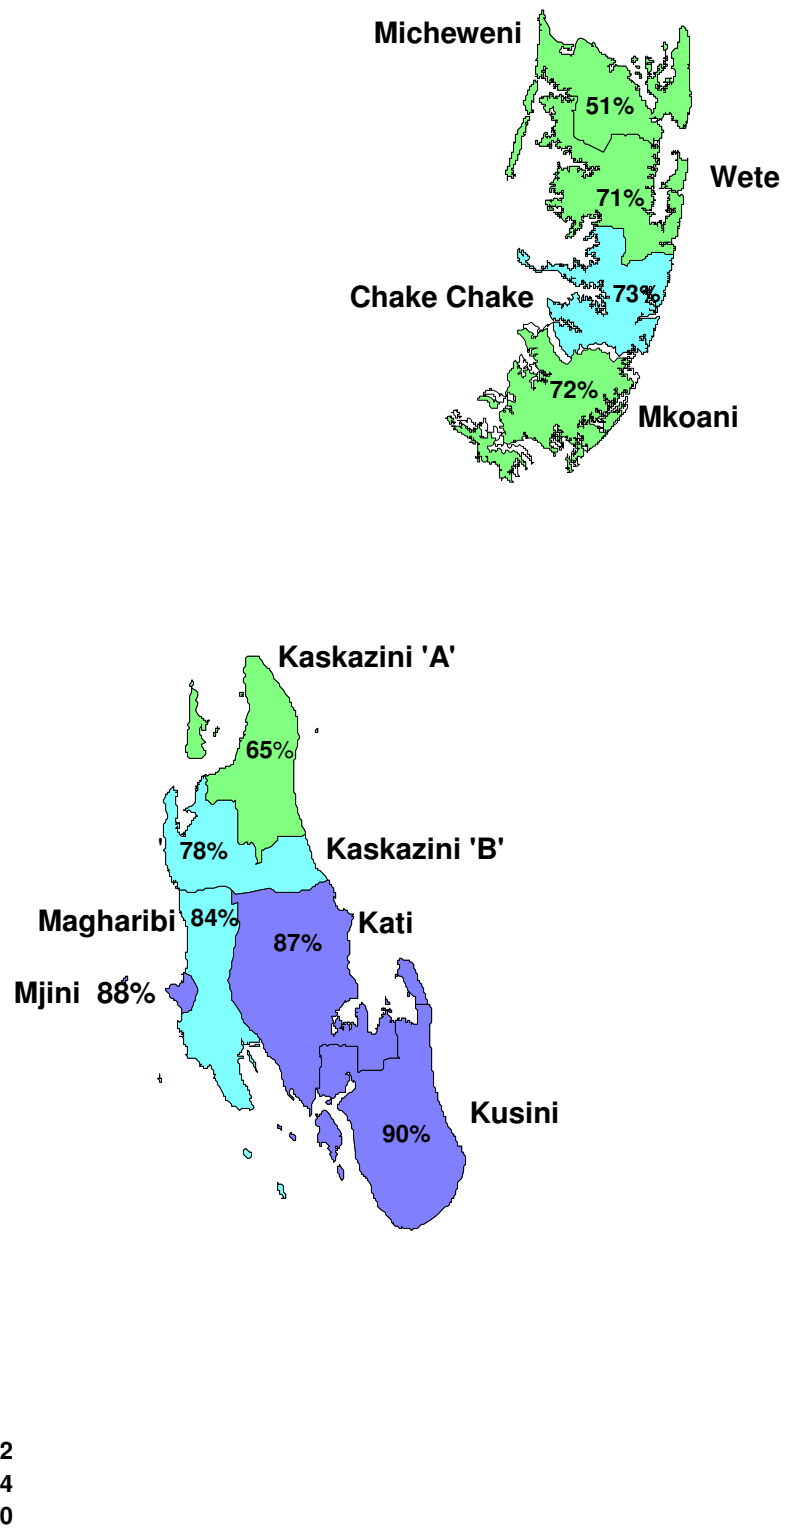 Micheweni
51%
Wete
71%
Chake Chake
73%
72%
Mkoani
Kaskazini 'A'
65%
' 78%
Kaskazini 'B'
Magharibi 84%
Kati
87%
Mjini 88%
Kusini
90%
2
4
0